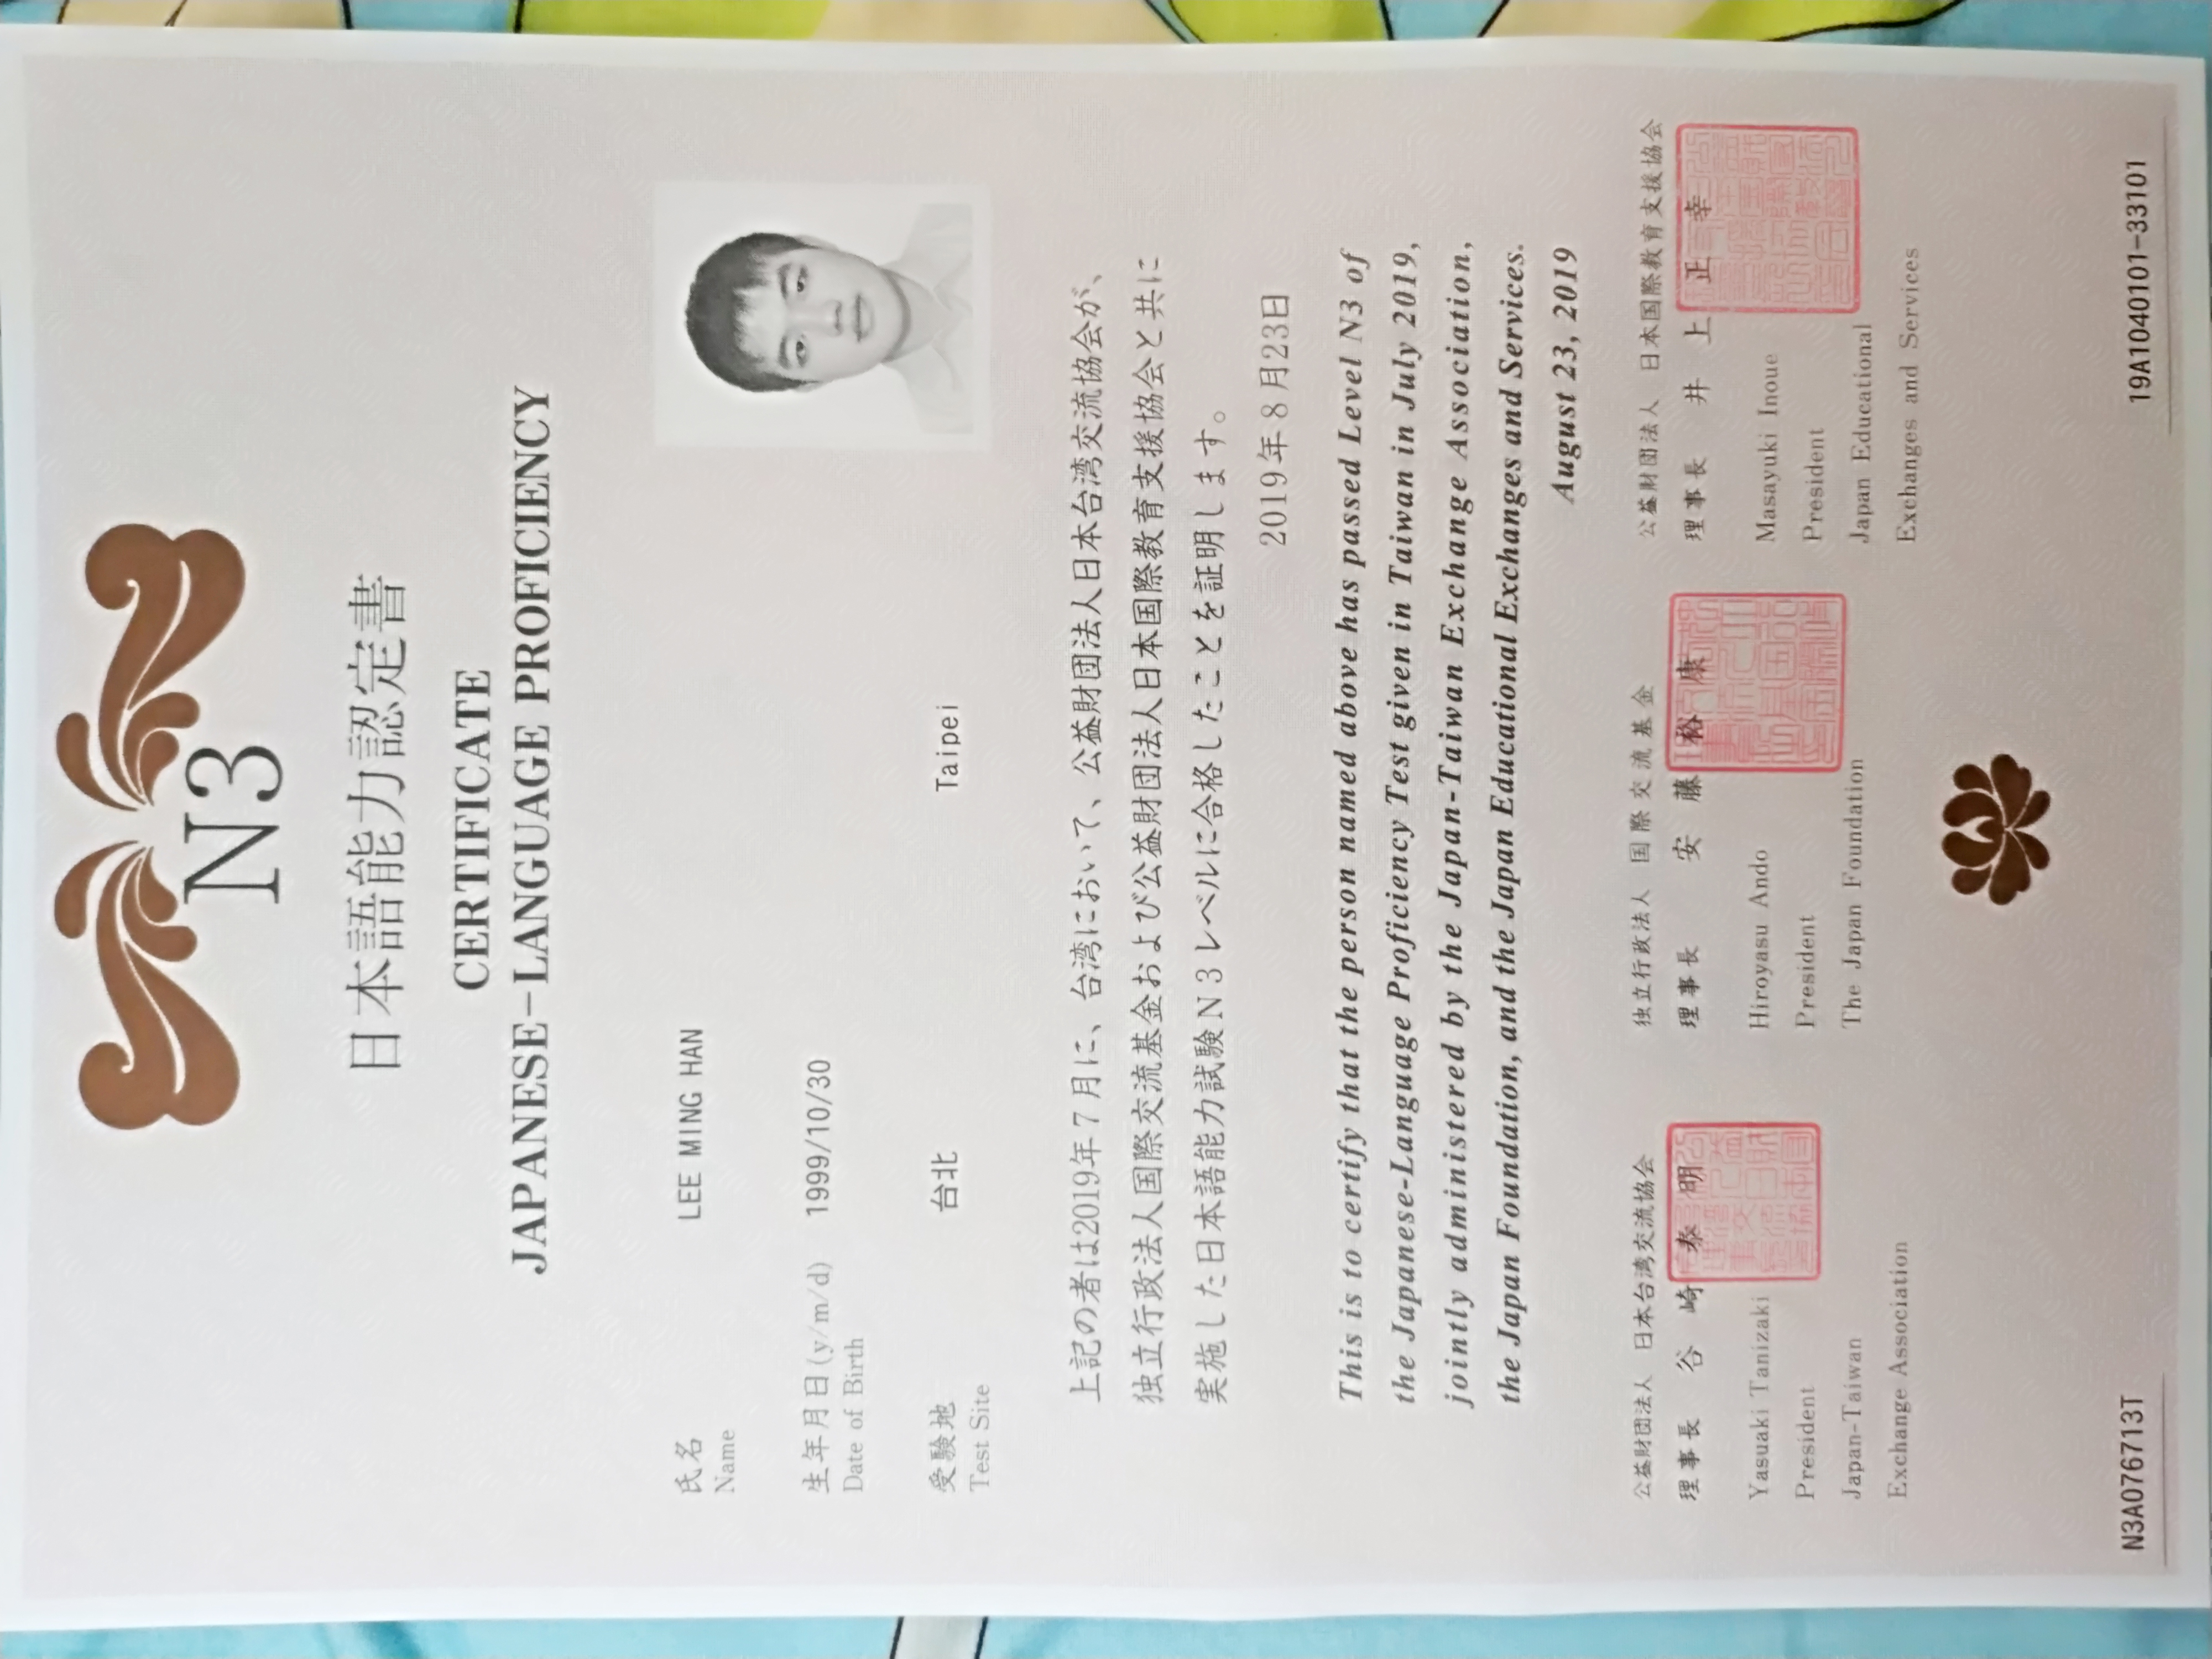 N3
日本語能力認定書
CERTIFICATE
JAPANESE-LANGUAGE PROFICIENCY
氏名 LEE MING HAN
Name
生年月日(y/m/d) 1999/10/30
Date of Birth
受験地 台北 Taipei
Test Site
上記の者は2019年7月に、台湾において、公益財団法人日本台湾交流協会が、
独立行政法人国際交流基金および公益財団法人日本国際教育支援協会と共に
実施した日本語能力試験N3レベルに合格したことを証明します。
2019年8月23日
This is to certify that the person named above has passed Level N3 of
the Japanese-Language Proficiency Test given in Taiwan in July 2019,
jointly administered by the Japan-Taiwan Exchange Association,
the Japan Foundation, and the Japan Educational Exchanges and Services.
August 23, 2019
公益財団法人 日本台湾交流協会
理事長 谷崎泰明
Yasuaki Tanizaki
President
Japan-Taiwan
Exchange Association
独立行政法人 国際交流基金
理事長 安藤裕康
Hiroyasu Ando
President
The Japan Foundation
公益財団法人 日本国際教育支援協会
理事長 井上正幸
Masayuki Inoue
President
Japan Educational
Exchanges and Services
N3A076713T
19A1040101-33101